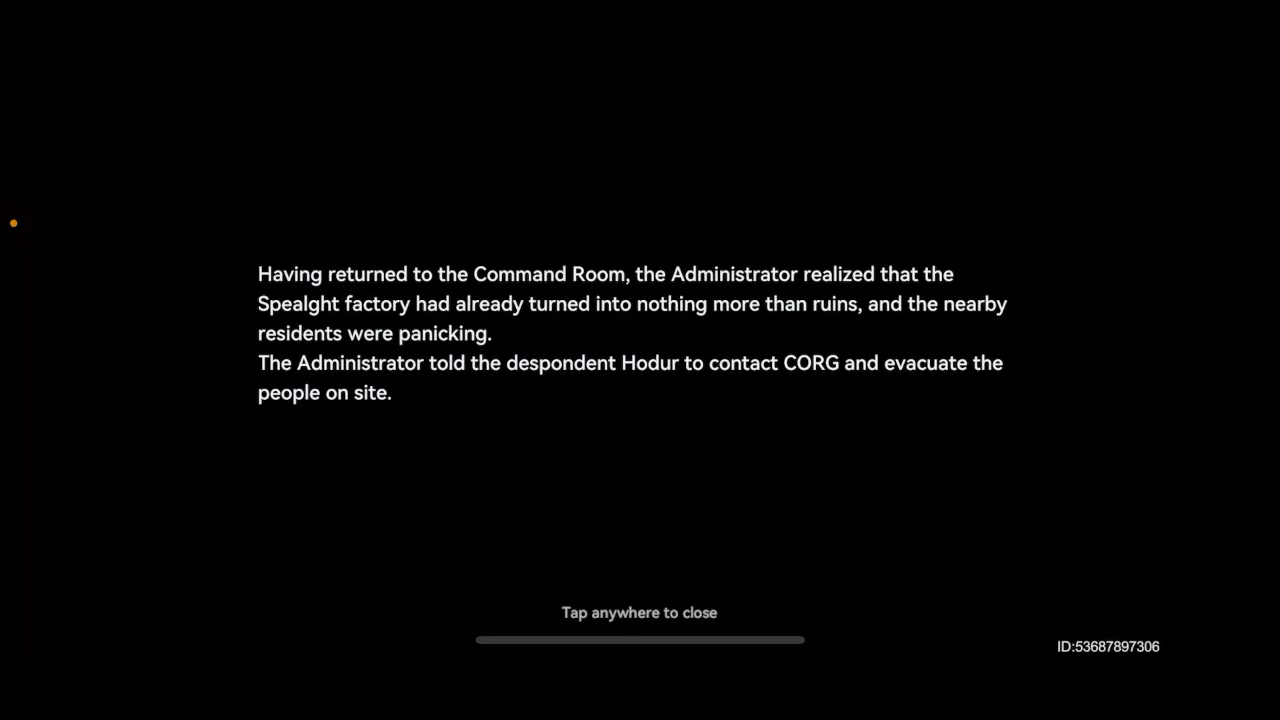 Having returned to the Command Room, the Administrator realized that the
Spealght factory had already turned into nothing more than ruins, and the nearby
residents were panicking.
The Administrator told the despondent Hodur to contact CORG and evacuate the
people on site.
Tap anywhere to close
ID:53687897306